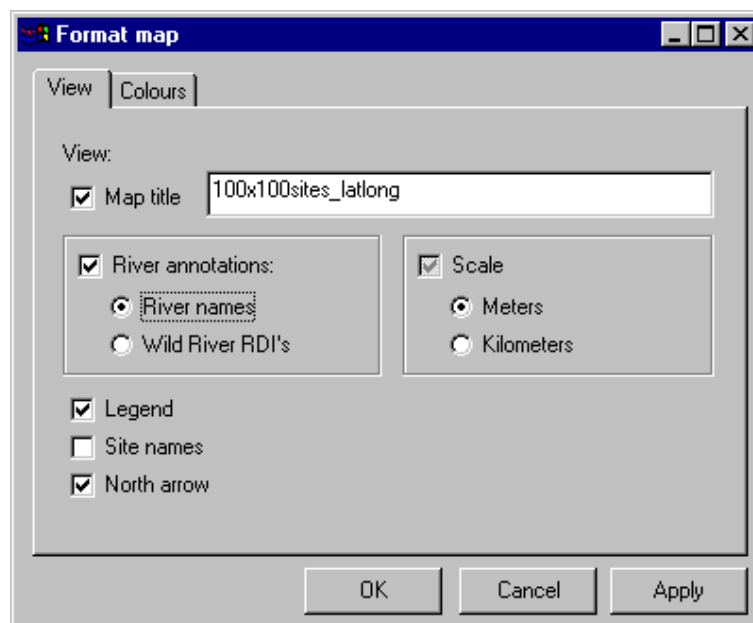 Format map
View Colours
View:
Map title 100x100sites_latlong
River annotations:
River names
Wild River RDI's
Scale
Meters
Kilometers
Legend
Site names
North arrow
OK Cancel Apply